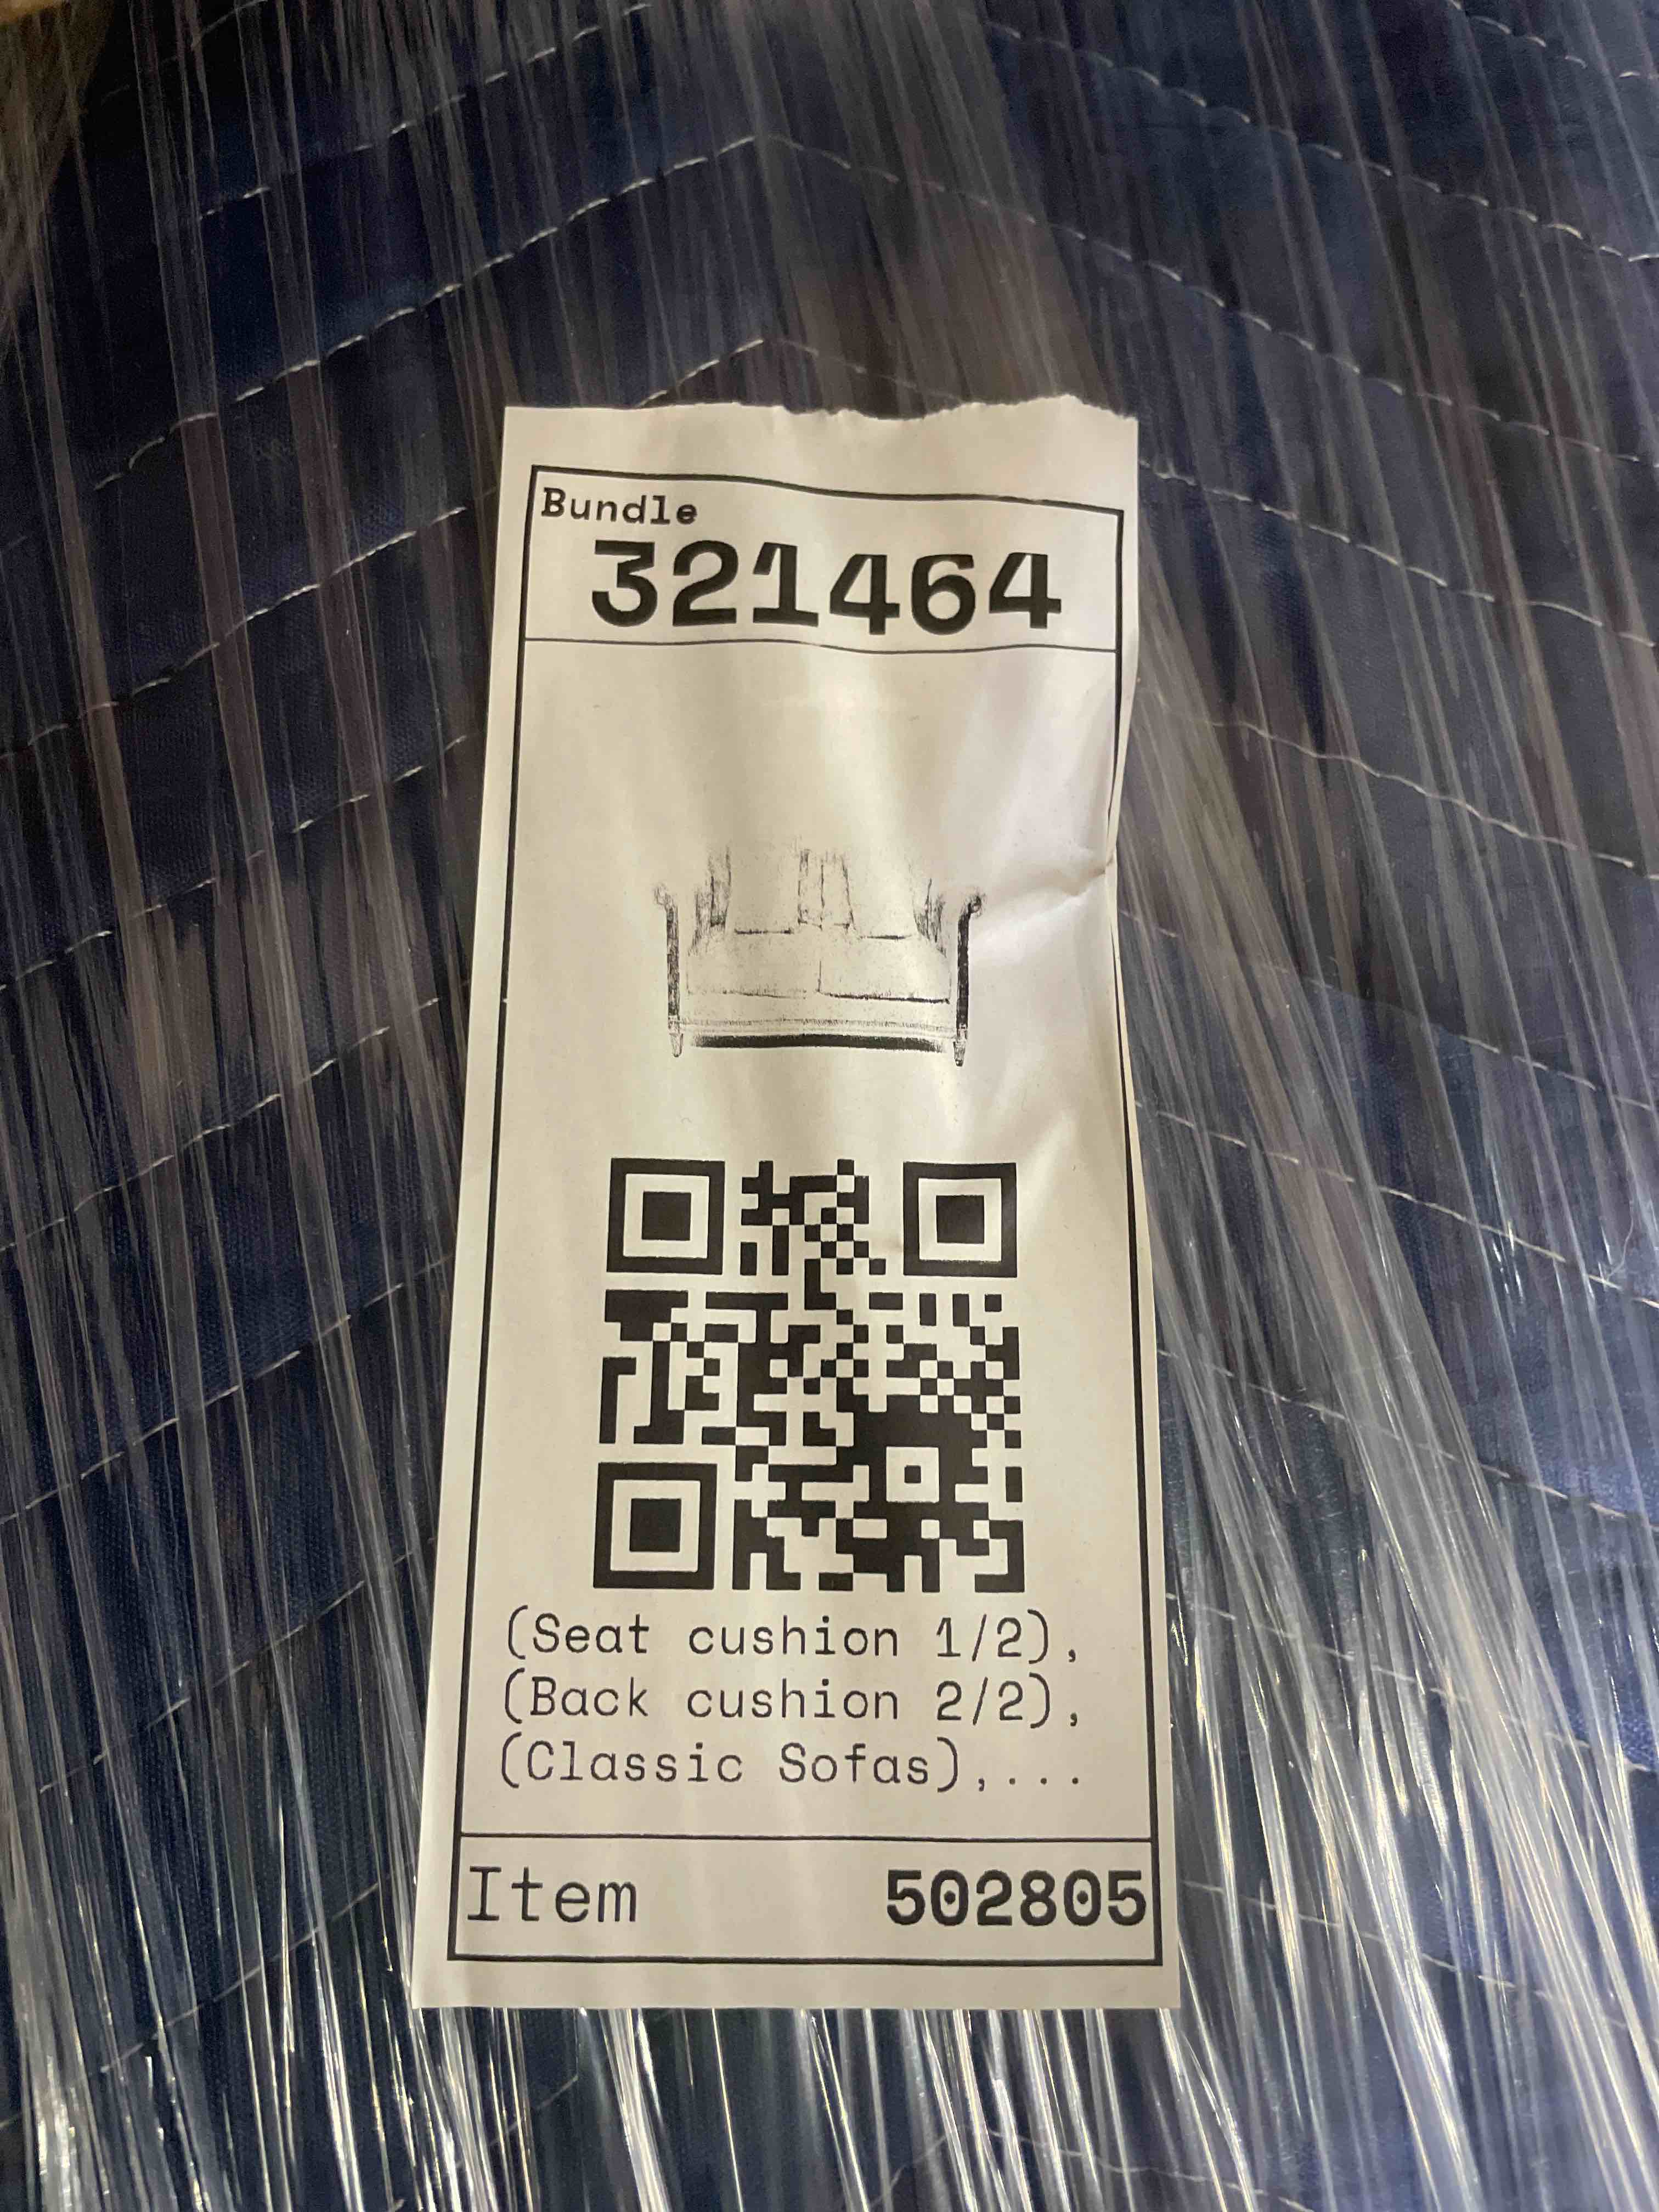 Bundle
321464
(Seat cushion 1/2),
(Back cushion 2/2),
(Classic Sofas),...
Item 502805